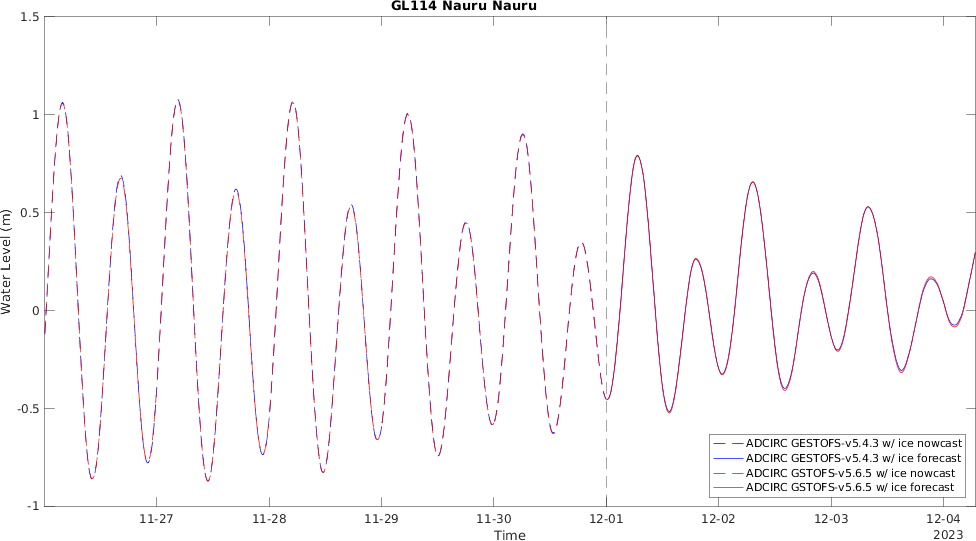 GL114 Nauru Nauru
1.5
1
0.5
0
-0.5
-1
Water Level (m)
11-27
11-28
11-29
11-30
12-01
12-02
12-03
12-04
Time
2023
ADCIRC GESTOFS-v5.4.3 w/ ice nowcast
ADCIRC GESTOFS-v5.4.3 w/ ice forecast
ADCIRC GSTOFS-v5.6.5 w/ ice nowcast
ADCIRC GSTOFS-v5.6.5 w/ ice forecast